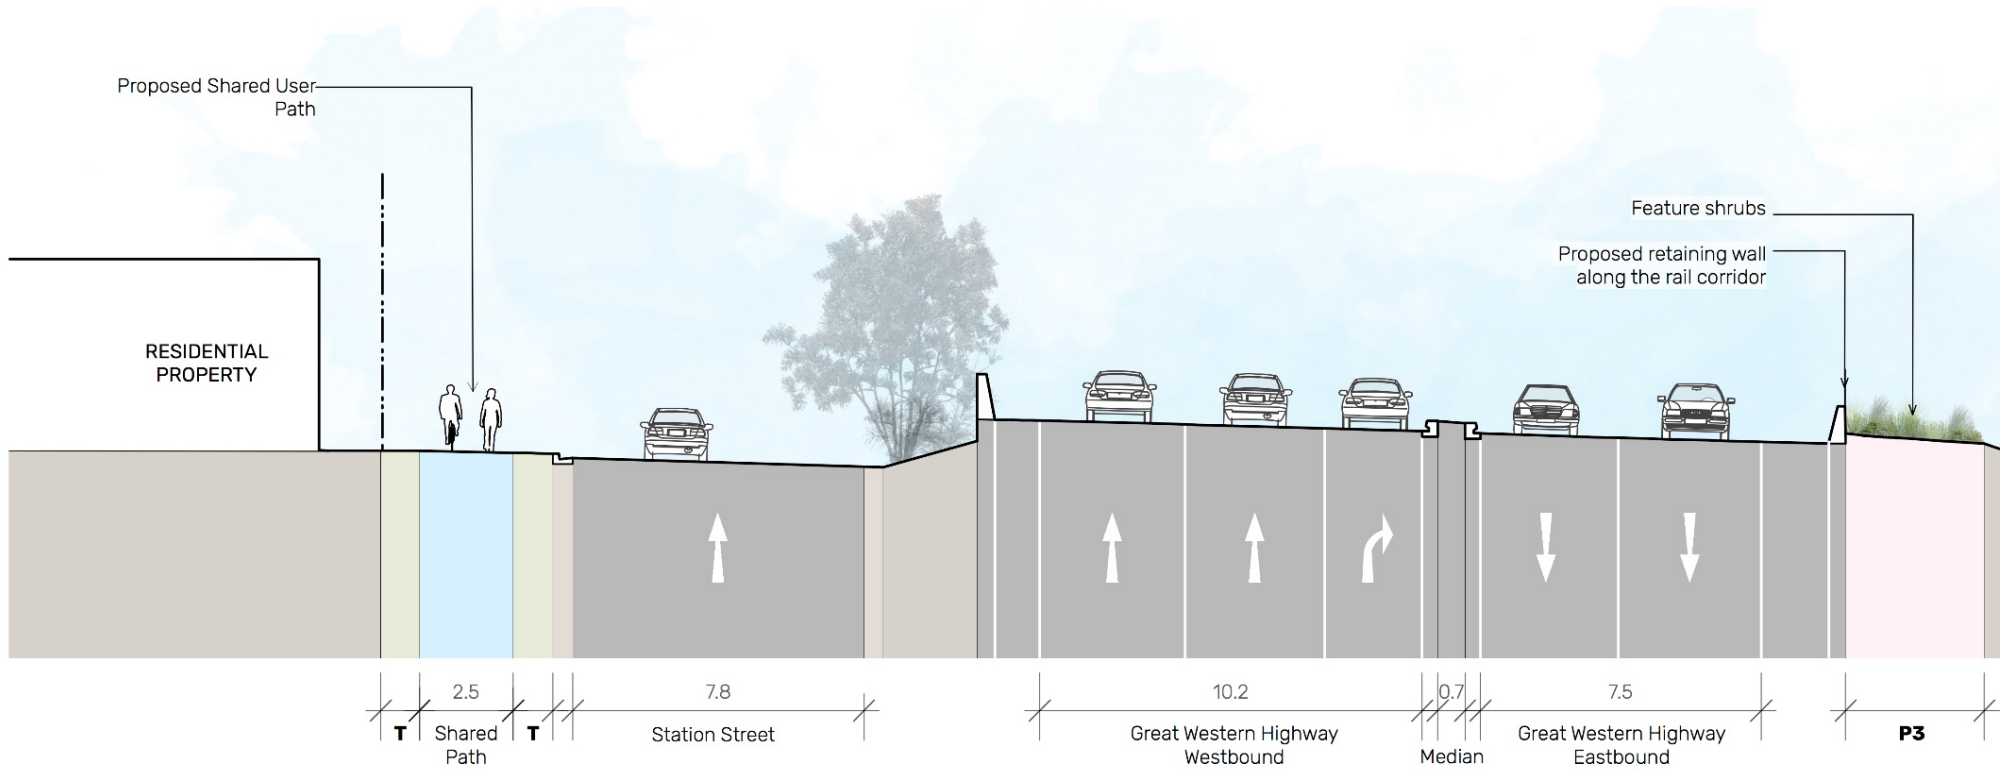 Proposed Shared User
Path
Feature shrubs
Proposed retaining wall
along the rail corridor
RESIDENTIAL
PROPERTY
2.5
7.8
10.2
0.7
7.5
T
Shared
Path
T
Station Street
Great Western Highway
Westbound
Median
Great Western Highway
Eastbound
P3